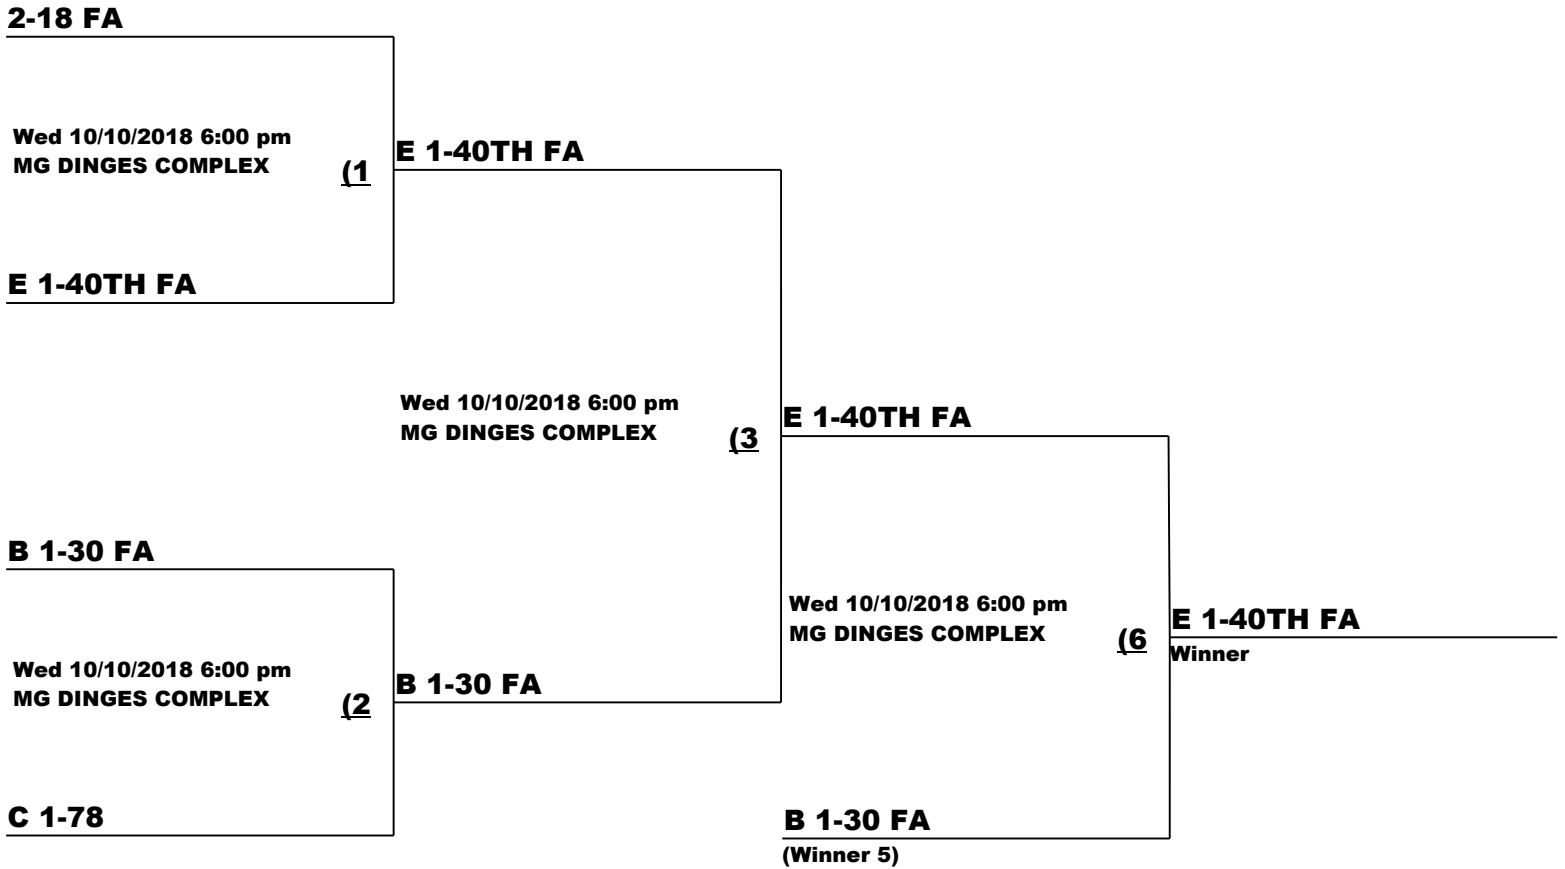 2-18 FA
Wed 10/10/2018 6:00 pm
MG DINGES COMPLEX
(1
E 1-40TH FA
E 1-40TH FA
Wed 10/10/2018 6:00 pm
MG DINGES COMPLEX
(3
E 1-40TH FA
B 1-30 FA
Wed 10/10/2018 6:00 pm
MG DINGES COMPLEX
(6
E 1-40TH FA
Winner
Wed 10/10/2018 6:00 pm
MG DINGES COMPLEX
(2
B 1-30 FA
C 1-78
B 1-30 FA
(Winner 5)